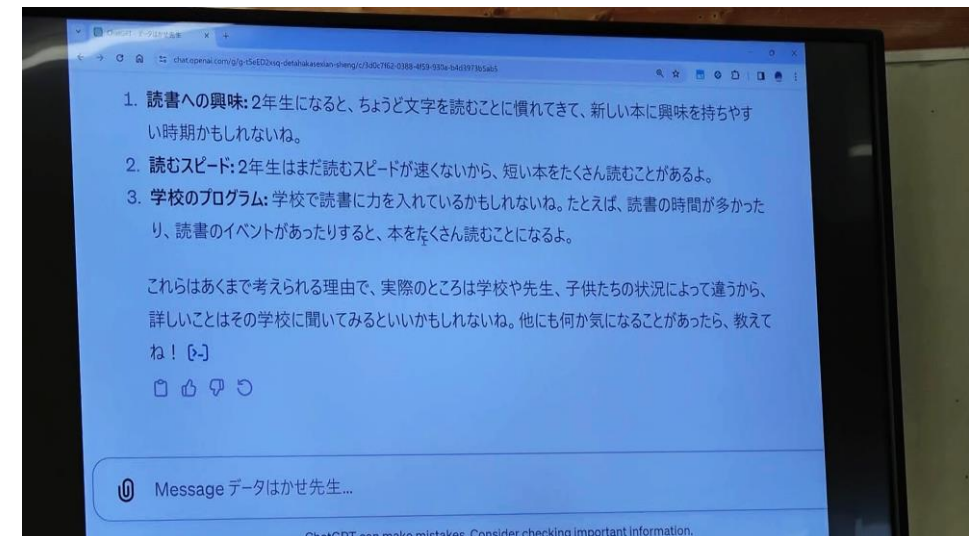 ChatGPT - データはかせ先生
1. 読書への興味: 2年生になると、ちょうど文字を読むことに慣れてきて、新しい本に興味を持ちやす
い時期かもしれないね。
2. 読むスピード: 2年生はまだ読むスピードが速くないから、短い本をたくさん読むことがあるよ。
3. 学校のプログラム: 学校で読書に力を入れているかもしれないね。たとえば、読書の時間が多かった
り、読書のイベントがあったりすると、本をたくさん読むことになるよ。
これらはあくまで考えられる理由で、実際のところは学校や先生、子供たちの状況によって違うから、
詳しいことはその学校に聞いてみるといいかもしれないね。他にも何か気になることがあったら、教えて
ね！ [>-]
Message データはかせ先生...
ChatGPT can make mistakes. Consider checking important information.